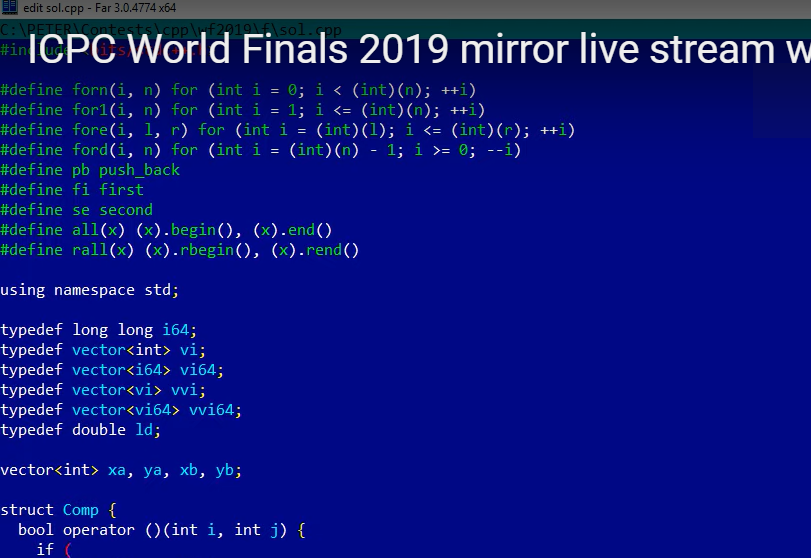 edit sol.cpp - Far 3.0.4774 x64
C:\PETER\Contests\cpp\wf2019\f\sol.cpp
ICPC World Finals 2019 mirror live stream w
#define forn(i, n) for (int i = 0; i < (int)(n); ++i)
#define for1(i, n) for (int i = 1; i <= (int)(n); ++i)
#define fore(i, l, r) for (int i = (int)(l); i <= (int)(r); ++i)
#define ford(i, n) for (int i = (int)(n) - 1; i >= 0; --i)
#define pb push_back
#define fi first
#define se second
#define all(x) (x).begin(), (x).end()
#define rall(x) (x).rbegin(), (x).rend()
using namespace std;
typedef long long i64;
typedef vector<int> vi;
typedef vector<i64> vi64;
typedef vector<vi> vvi;
typedef vector<vi64> vvi64;
typedef double ld;
vector<int> xa, ya, xb, yb;
struct Comp {
bool operator ()(int i, int j) {
if (